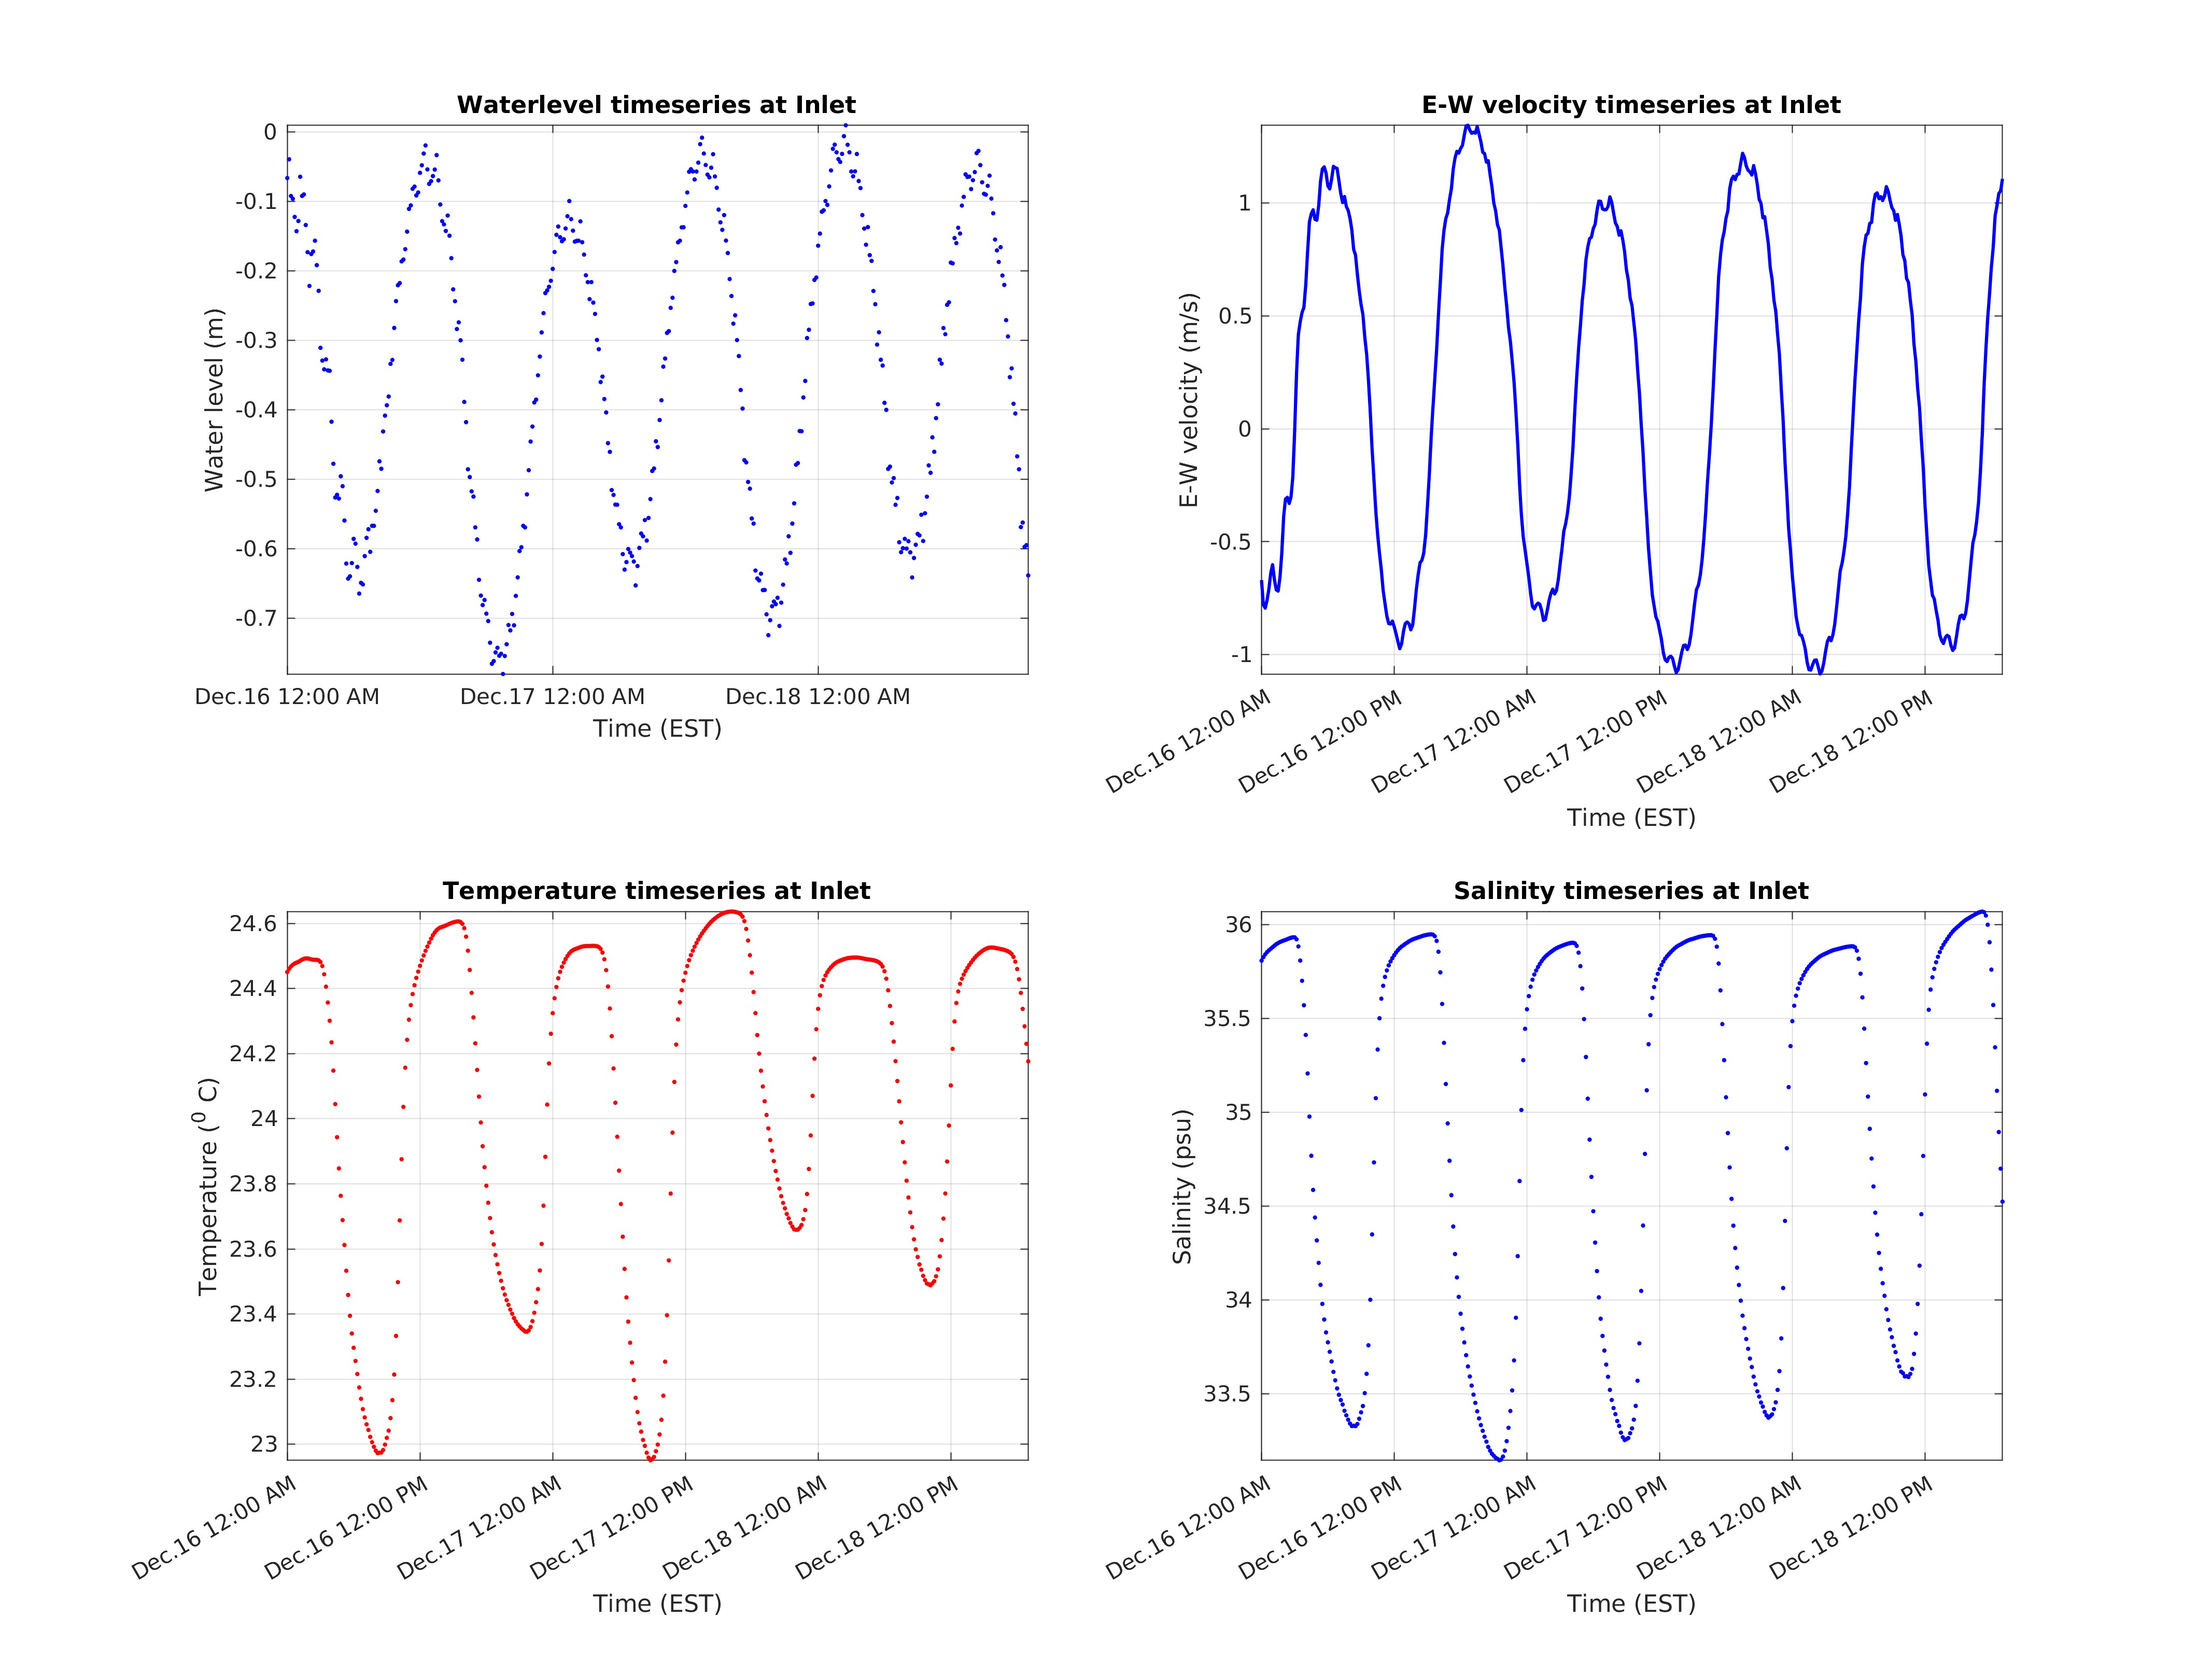 Waterlevel timeseries at Inlet
0
-0.1
-0.2
-0.3
-0.4
-0.5
-0.6
-0.7
Water level (m)
Dec.16 12:00 AM
Dec.17 12:00 AM
Dec.18 12:00 AM
Time (EST)
E-W velocity timeseries at Inlet
1
0.5
0
-0.5
-1
E-W velocity (m/s)
Dec.16 12:00 AM
Dec.16 12:00 PM
Dec.17 12:00 AM
Dec.17 12:00 PM
Dec.18 12:00 AM
Dec.18 12:00 PM
Time (EST)
Temperature timeseries at Inlet
24.6
24.4
24.2
24
23.8
23.6
23.4
23.2
23
Temperature (⁰ C)
Dec.16 12:00 AM
Dec.16 12:00 PM
Dec.17 12:00 AM
Dec.17 12:00 PM
Dec.18 12:00 AM
Dec.18 12:00 PM
Time (EST)
Salinity timeseries at Inlet
36
35.5
35
34.5
34
33.5
Salinity (psu)
Dec.16 12:00 AM
Dec.16 12:00 PM
Dec.17 12:00 AM
Dec.17 12:00 PM
Dec.18 12:00 AM
Dec.18 12:00 PM
Time (EST)